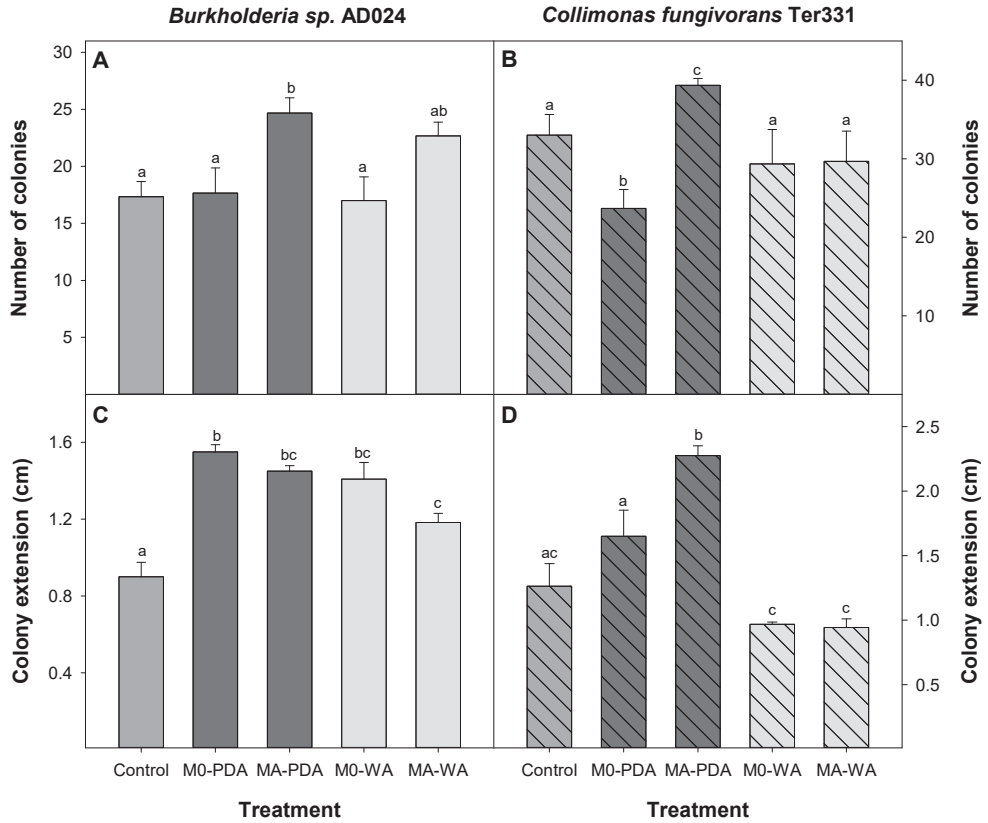 Burkholderia sp. AD024
Collimonas fungivorans Ter331
A
30
25
20
15
10
5
Number of colonies
a
a
b
a
ab
B
40
30
20
10
Number of colonies
a
b
c
a
a
C
1.6
1.2
0.8
0.4
Colony extension (cm)
a
b
bc
bc
c
D
2.5
2.0
1.5
1.0
0.5
Colony extension (cm)
ac
a
b
c
c
Control M0-PDA MA-PDA M0-WA MA-WA
Control M0-PDA MA-PDA M0-WA MA-WA
Treatment
Treatment